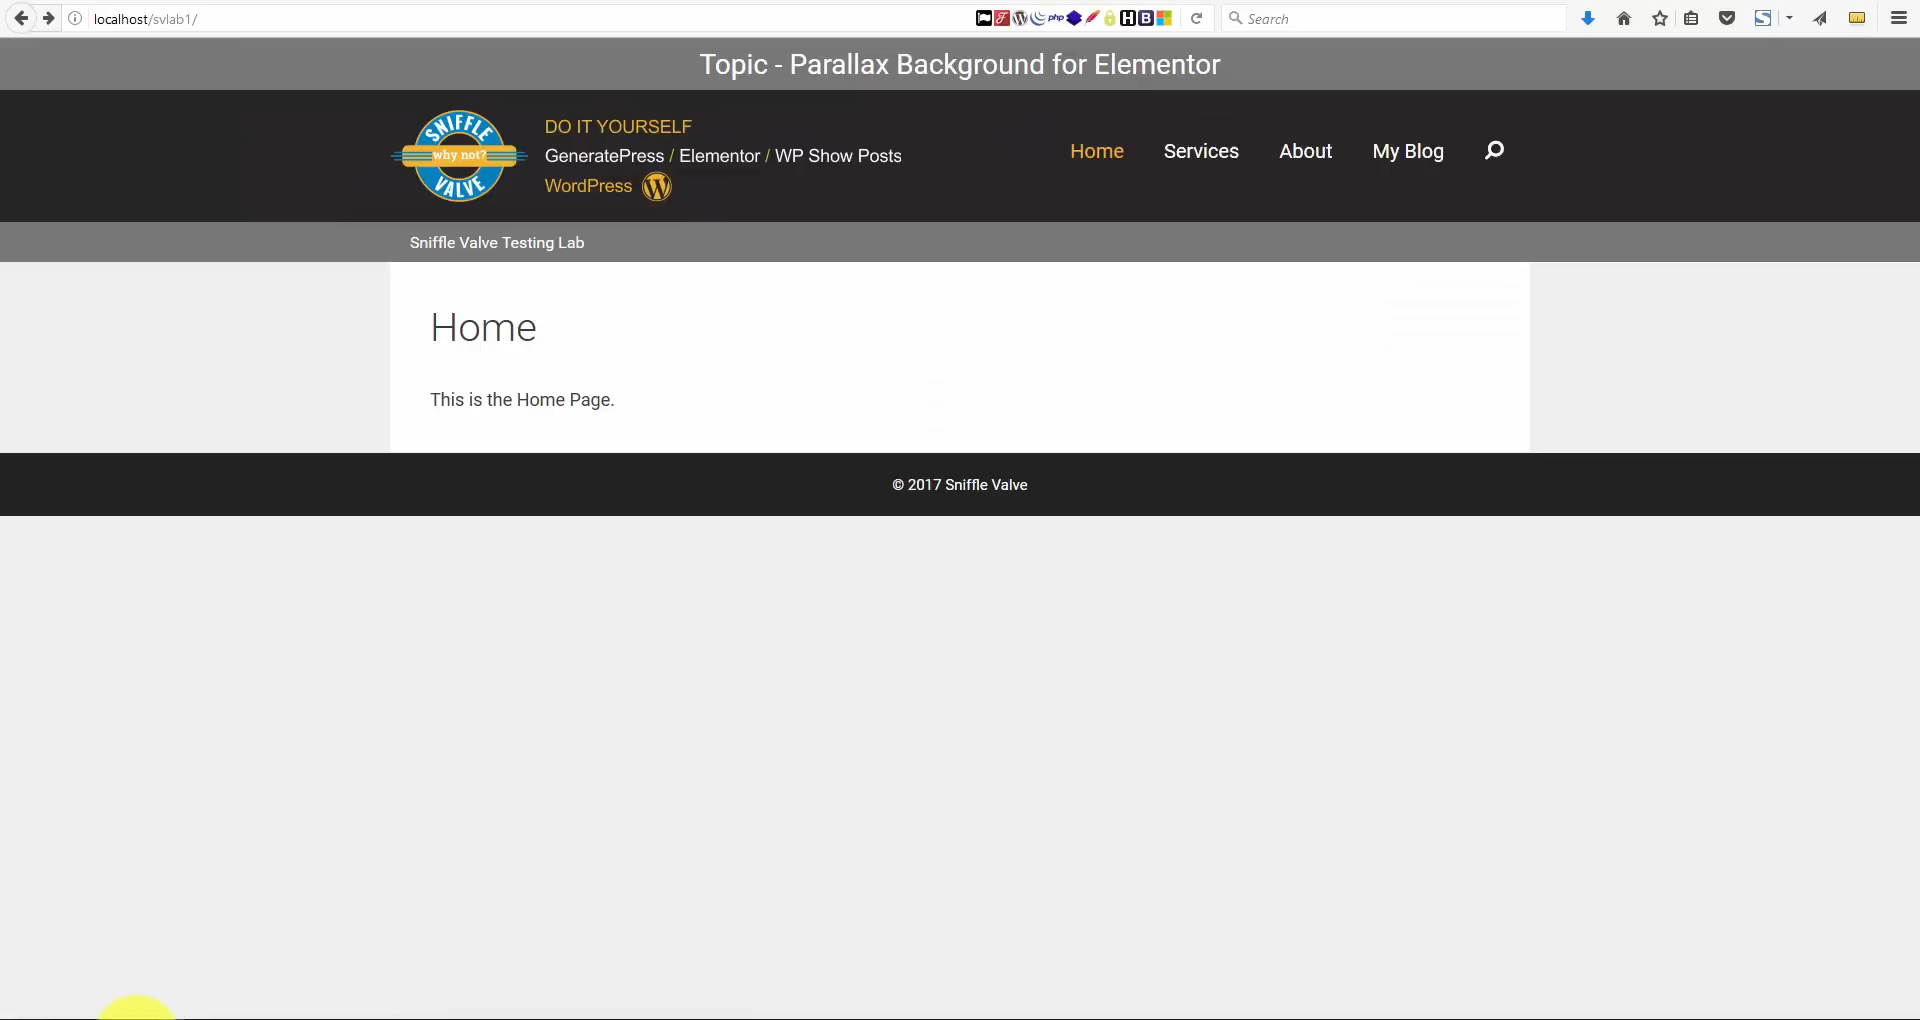 localhost/svlab1/
php
H
B
Search
Topic - Parallax Background for Elementor
SNIFFLE
why not?
VALVE
DO IT YOURSELF
GeneratePress / Elementor / WP Show Posts
WordPress
Home
Services
About
My Blog
Sniffle Valve Testing Lab
Home
This is the Home Page.
© 2017 Sniffle Valve